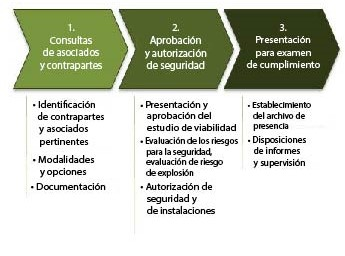 1.
Consultas
de asociados
y contrapartes
• Identificación
de contrapartes
y asociados
pertinentes
• Modalidades
y opciones
• Documentación
2.
Aprobación
y autorización
de seguridad
• Presentación y
aprobación del
estudio de viabilidad
• Evaluación de los riesgos
para la seguridad,
evaluación de riesgo
de explosión
• Autorización de
seguridad y
de instalaciones
3.
Presentación
para examen
de cumplimiento
• Establecimiento
del archivo de
presencia
• Disposiciones
de informes
y supervisión